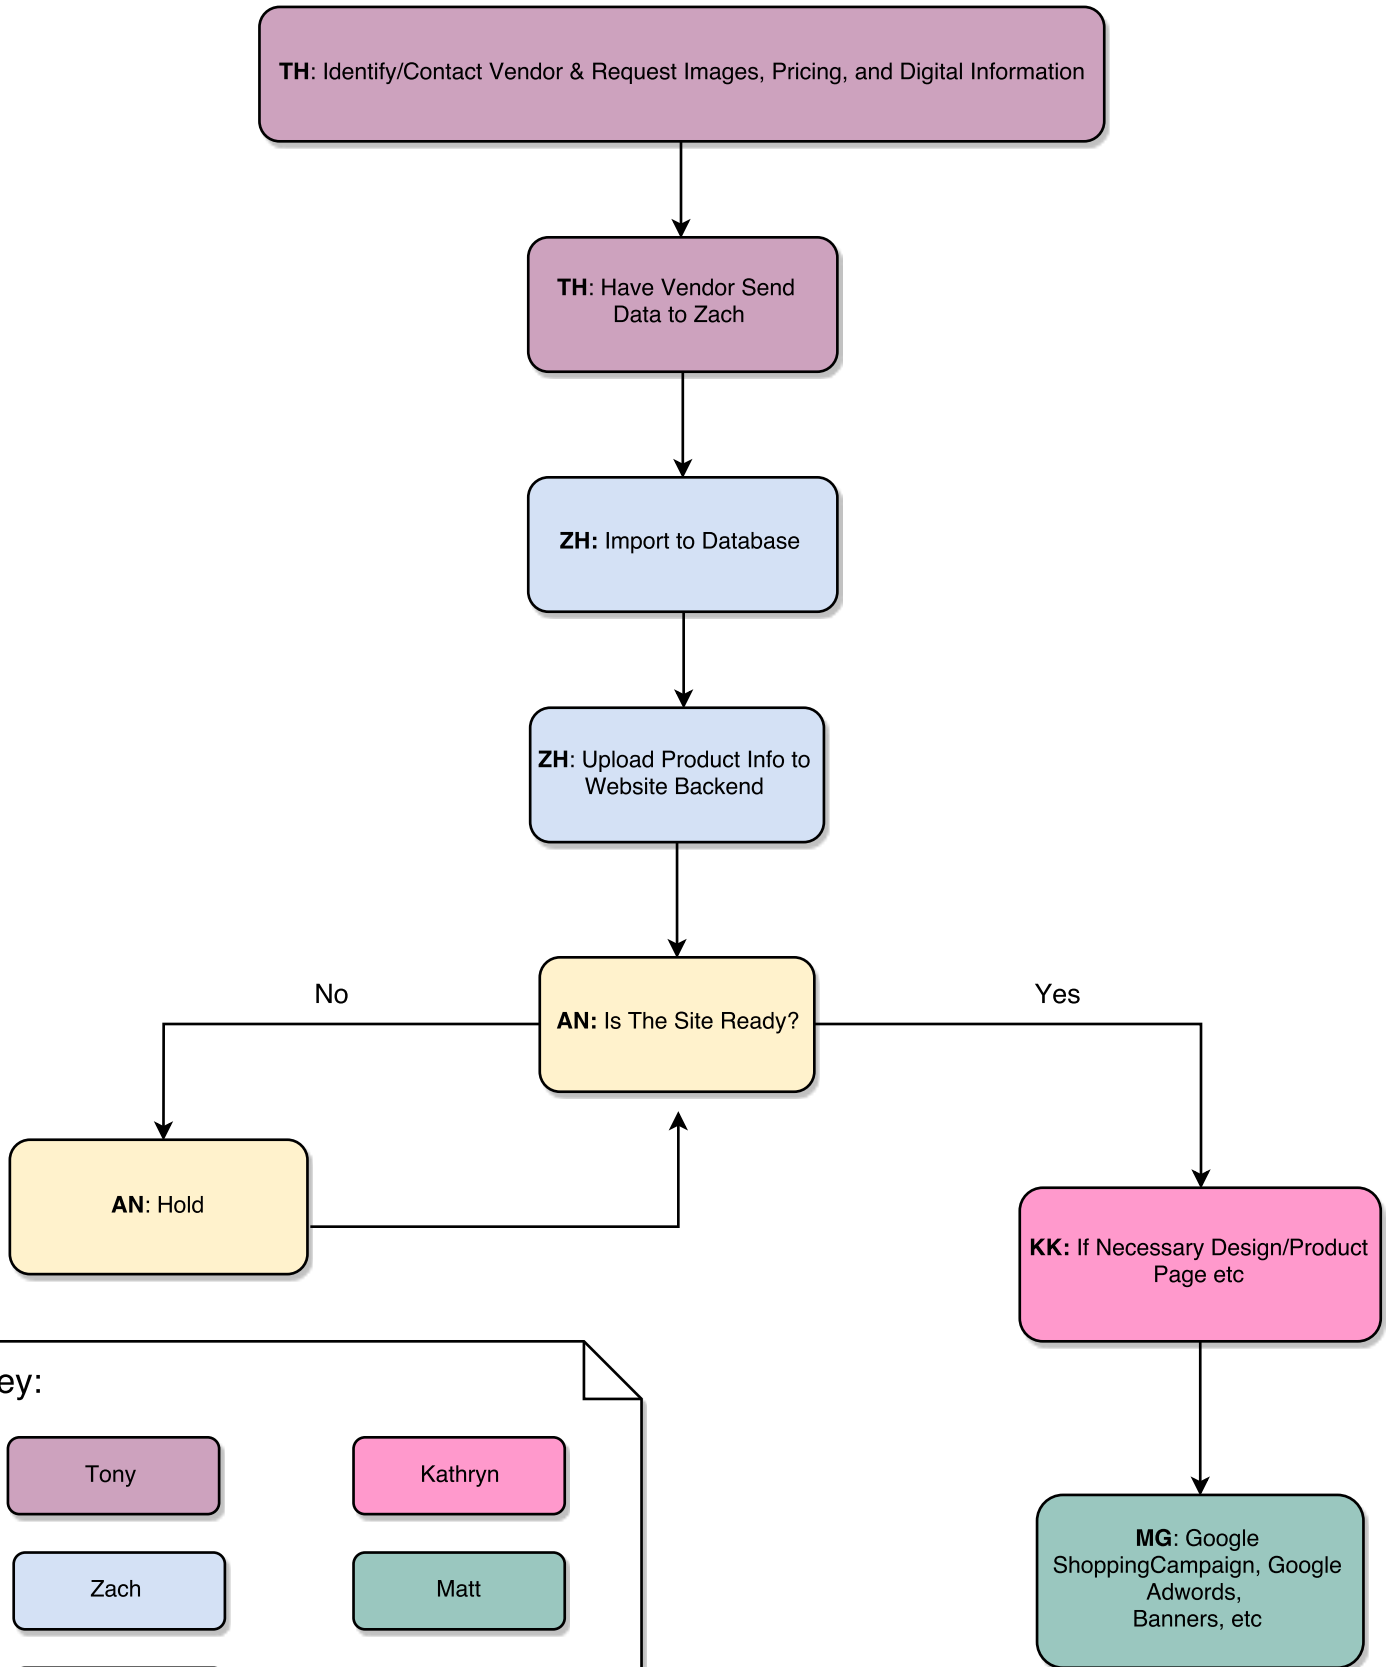 TH: Identify/Contact Vendor & Request Images, Pricing, and Digital Information
TH: Have Vendor Send
Data to Zach
ZH: Import to Database
ZH: Upload Product Info to
Website Backend
No
Yes
AN: Is The Site Ready?
AN: Hold
KK: If Necessary Design/Product
Page etc
ey:
Tony
Kathryn
Zach
Matt
MG: Google
ShoppingCampaign, Google
Adwords,
Banners, etc